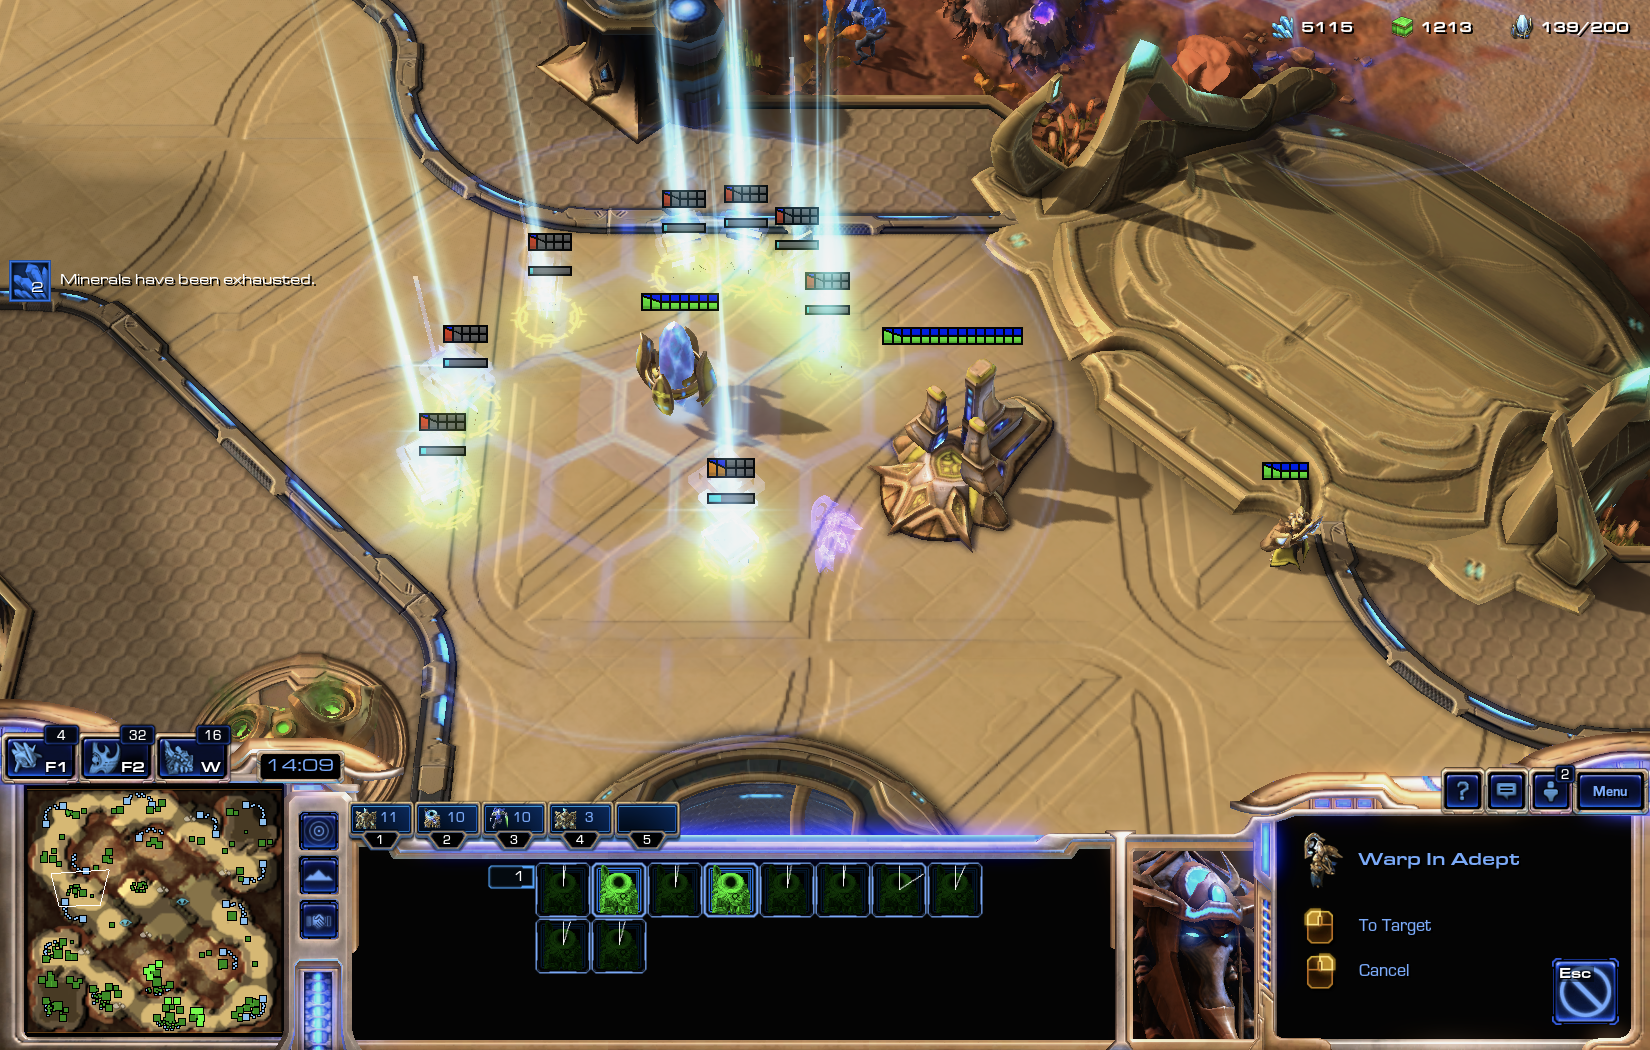 5115 1213 139/200
2 Minerals have been exhausted.
4 32 16
F1 F2 W
14:09
11 10 10 3
1 2 3 4 5
1
2
? Menu
Warp In Adept
To Target
Cancel
Esc